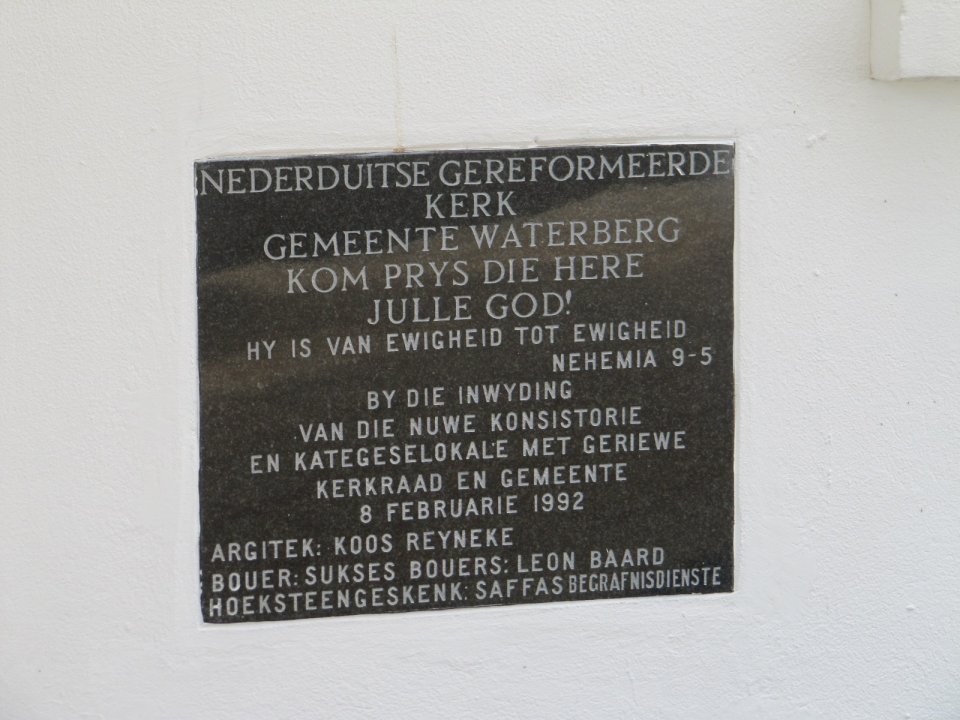 NEDERDUITSE GEREFORMEERDE
KERK
GEMEENTE WATERBERG
KOM PRYS DIE HERE
JULLE GOD!
HY IS VAN EWIGHEID TOT EWIGHEID
NEHEMIA 9-5
BY DIE INWYDING
VAN DIE NUWE KONSISTORIE
EN KATEGESELOKALE MET GERIEWE
KERKRAAD EN GEMEENTE
8 FEBRUARIE 1992
ARGITEK: KOOS REYNEKE
BOUER: SUKSES BOUERS: LEON BAARD
HOEKSTEENGESKENK: SAFFAS BEGRAFNISDIENSTE